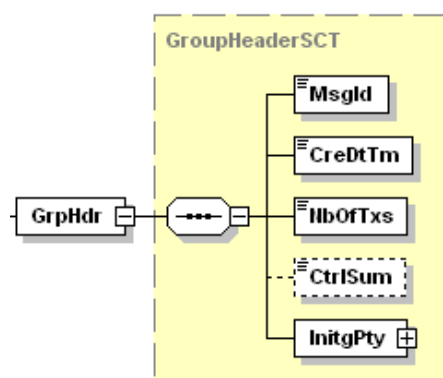 GroupHeaderSCT
MsgId
CreDtTm
GrpHdr
NbOfTxs
CtrlSum
InitgPty